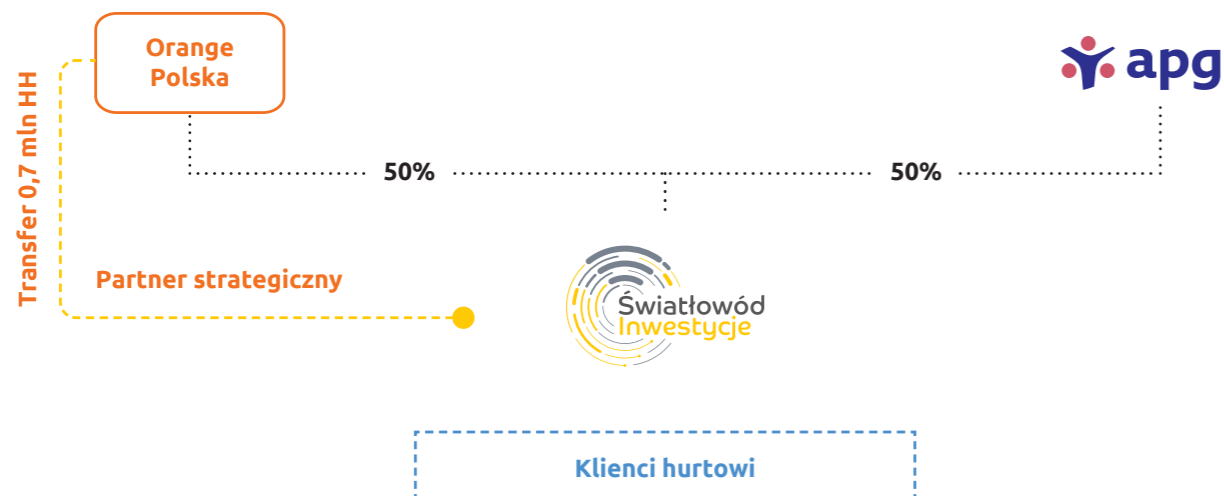 Orange
Polska
apg
Transfer 0,7 mln HH
50%
50%
Partner strategiczny
Światłowód
Inwestycje
Klienci hurtowi